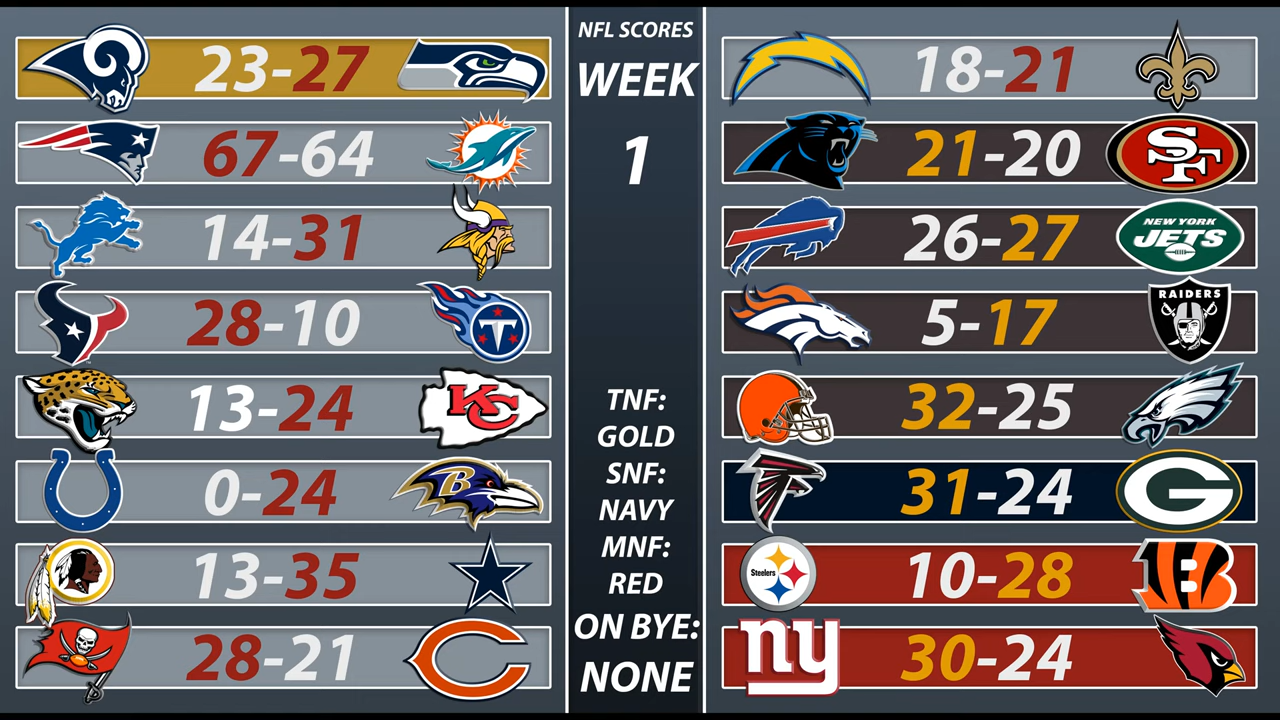 23-27
67-64
14-31
28-10
13-24
KC
0-24
B
13-35
28-21
C
NFL SCORES
WEEK
1
TNF:
GOLD
SNF:
NAVY
MNF:
RED
ON BYE:
NONE
18-21
21-20
SF
26-27
NEW YORK
JETS
5-17
RAIDERS
32-25
31-24
G
Steelers
10-28
B
ny
30-24
T